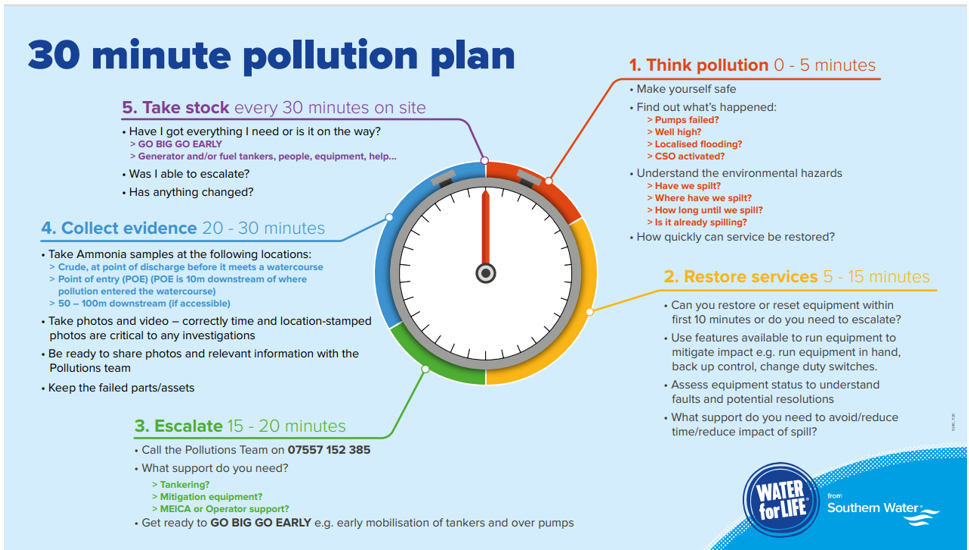 30 minute pollution plan
1. Think pollution 0 - 5 minutes
• Make yourself safe
• Find out what's happened:
> Pumps failed?
> Well high?
> Localised flooding?
> CSO activated?
• Understand the environmental hazards
> Have we spilt?
> Where have we spilt?
> How long until we spill?
> Is it already spilling?
• How quickly can service be restored?
2. Restore services 5 - 15 minutes
• Can you restore or reset equipment within
first 10 minutes or do you need to escalate?
• Use features available to run equipment to
mitigate impact e.g. run equipment in hand,
back up control, change duty switches.
• Assess equipment status to understand
faults and potential resolutions
• What support do you need to avoid/reduce
time/reduce impact of spill?
3. Escalate 15 - 20 minutes
• Call the Pollutions Team on 07557 152 385
• What support do you need?
> Tankering?
> Mitigation equipment?
> MEICA or Operator support?
• Get ready to GO BIG GO EARLY e.g. early mobilisation of tankers and over pumps
4. Collect evidence 20 - 30 minutes
• Take Ammonia samples at the following locations:
> Crude, at point of discharge before it meets a watercourse
> Point of entry (POE) (POE is 10m downstream of where
pollution entered the watercourse)
> 50 – 100m downstream (if accessible)
• Take photos and video – correctly time and location-stamped
photos are critical to any investigations
• Be ready to share photos and relevant information with the
Pollutions team
• Keep the failed parts/assets
5. Take stock every 30 minutes on site
• Have I got everything I need or is it on the way?
> GO BIG GO EARLY
> Generator and/or fuel tankers, people, equipment, help...
• Was I able to escalate?
• Has anything changed?
WATER
for LIFE
from
Southern Water